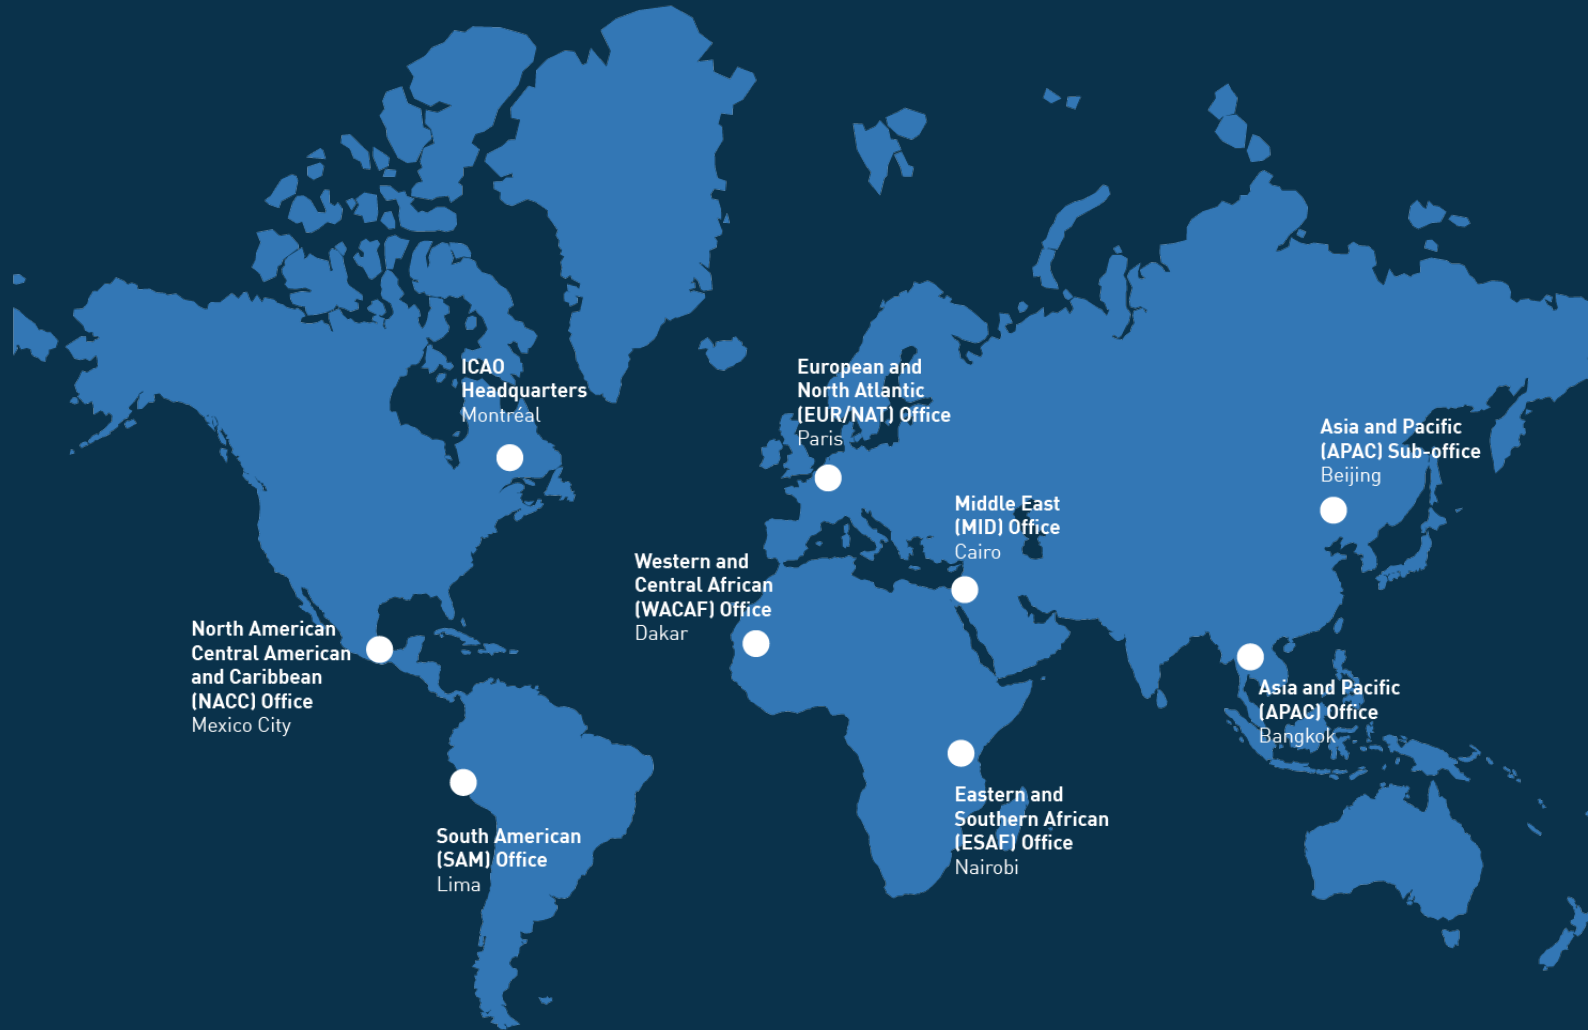 ICAO
Headquarters
Montréal
European and
North Atlantic
(EUR/NAT) Office
Paris
Asia and Pacific
(APAC) Sub-office
Beijing
Middle East
(MID) Office
Cairo
Western and
Central African
(WACAF) Office
Dakar
North American
Central American
and Caribbean
(NACC) Office
Mexico City
Asia and Pacific
(APAC) Office
Bangkok
Eastern and
Southern African
(ESAF) Office
Nairobi
South American
(SAM) Office
Lima